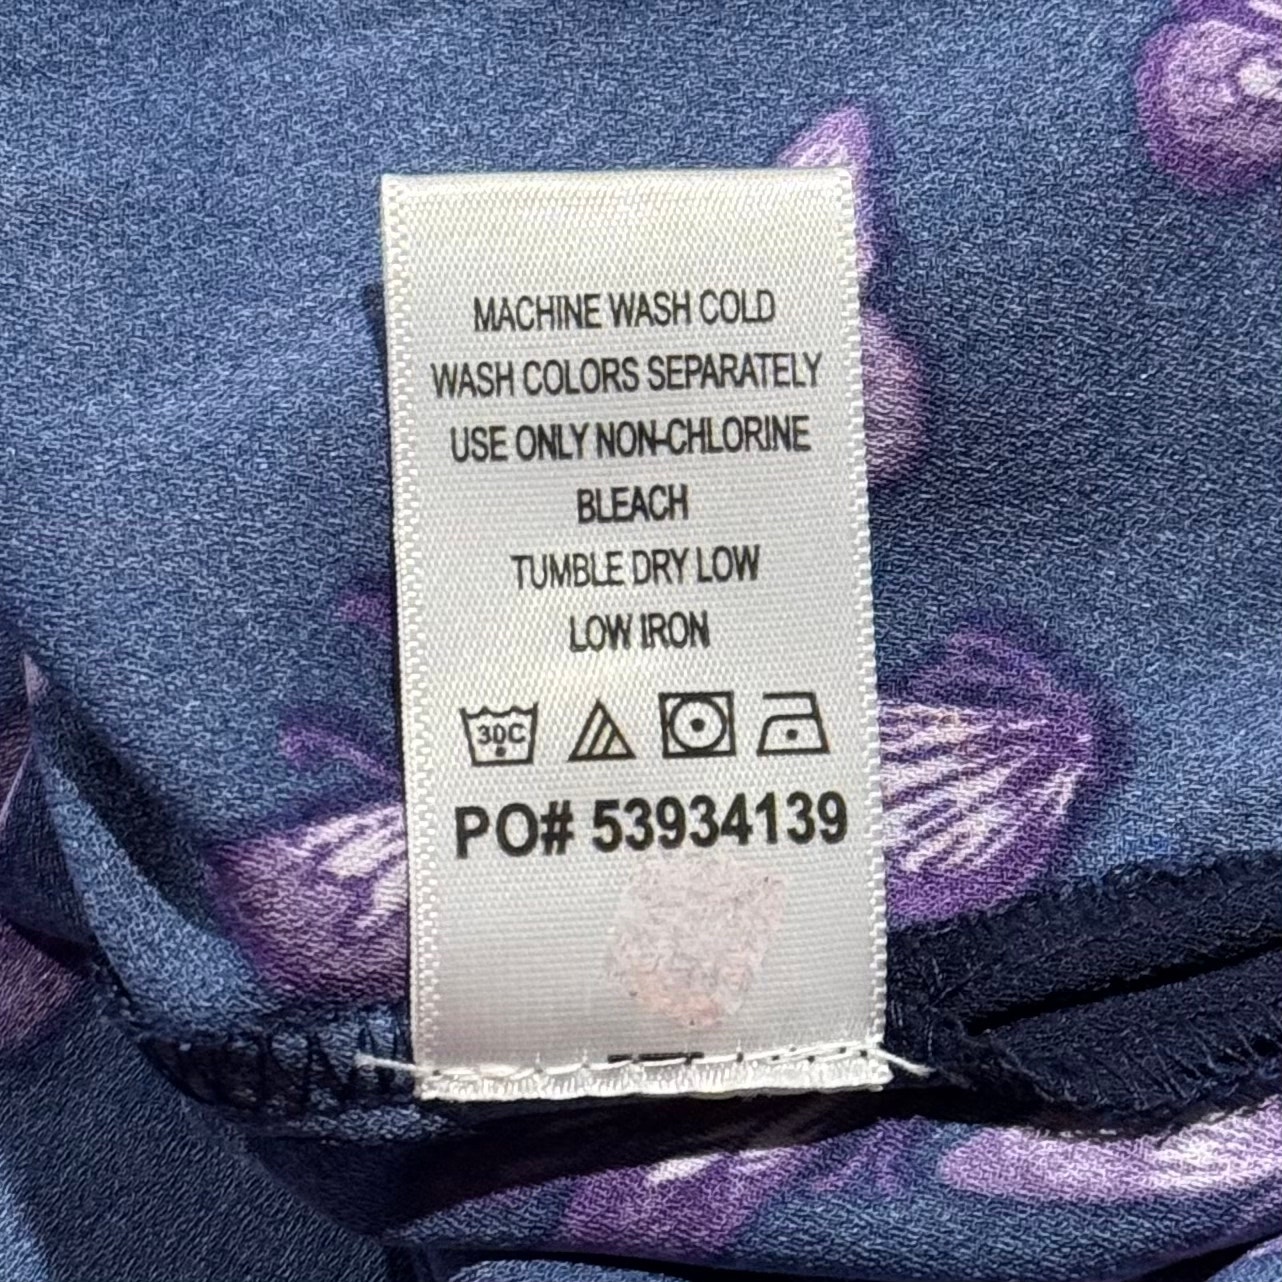 MACHINE WASH COLD
WASH COLORS SEPARATELY
USE ONLY NON-CHLORINE
BLEACH
TUMBLE DRY LOW
LOW IRON
30C
PO# 53934139